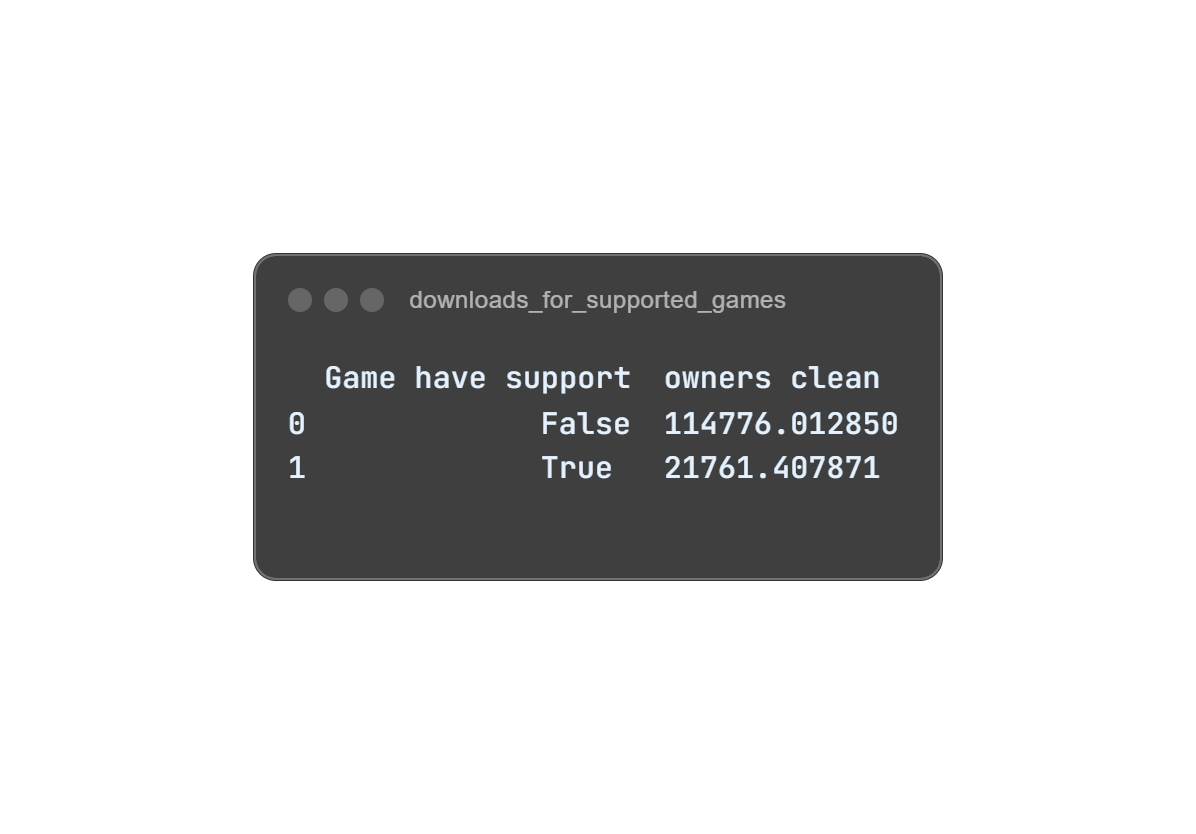 downloads_for_supported_games
Game have support owners clean
0 False 114776.012850
1 True 21761.407871